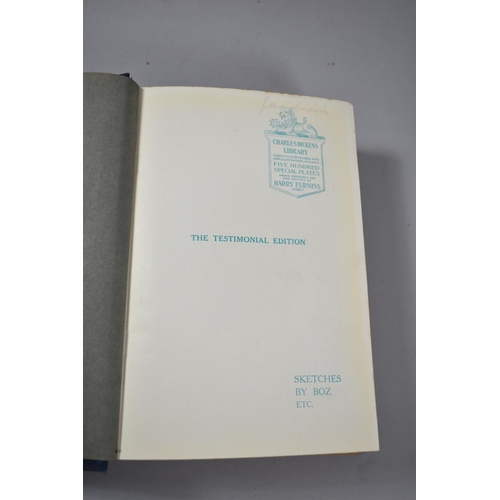 CHARLES DICKENS
LIBRARY
FIVE HUNDRED
SPECIAL PLATES
HARRY FURNISS
THE TESTIMONIAL EDITION
SKETCHES
BY BOZ
ETC.